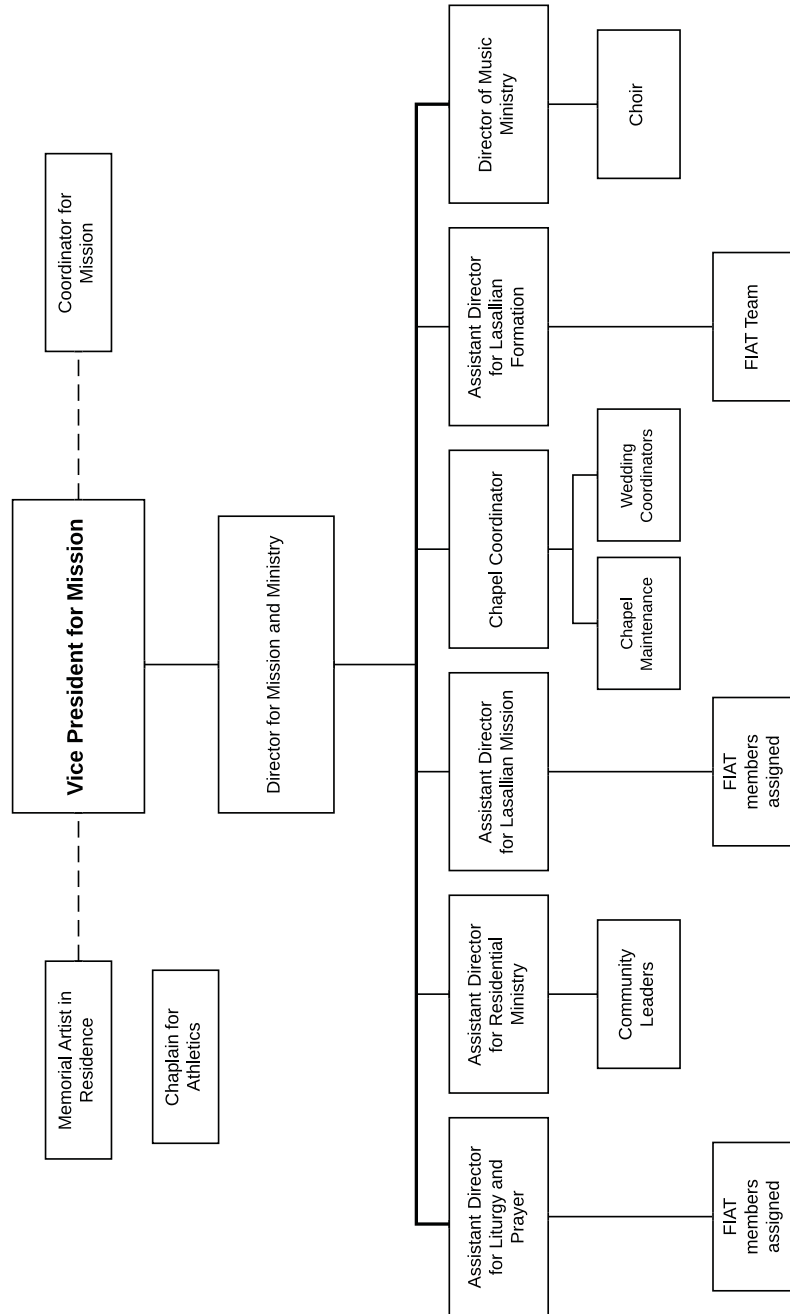 Vice President for Mission
Memorial Artist in
Residence
Coordinator for
Mission
Chaplain for
Athletics
Director for Mission and Ministry
Assistant Director
for Liturgy and
Prayer
Assistant Director
for Residential
Ministry
Assistant Director
for Lasallian Mission
Chapel Coordinator
Assistant Director
for Lasallian
Formation
Director of Music
Ministry
Community
Leaders
Chapel
Maintenance
Wedding
Coordinators
Choir
FIAT
members
assigned
FIAT
members
assigned
FIAT Team